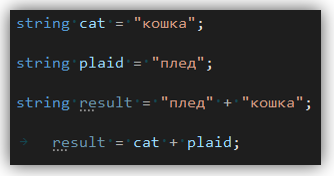 string cat = "кошка";
string plaid = "плед";
string result = "плед" + "кошка";
result = cat + plaid;